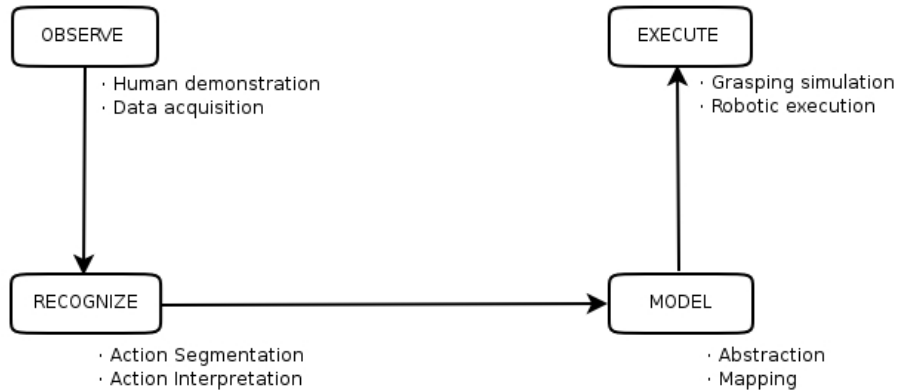 OBSERVE
· Human demonstration
· Data acquisition
EXECUTE
· Grasping simulation
· Robotic execution
RECOGNIZE
· Action Segmentation
· Action Interpretation
MODEL
· Abstraction
· Mapping